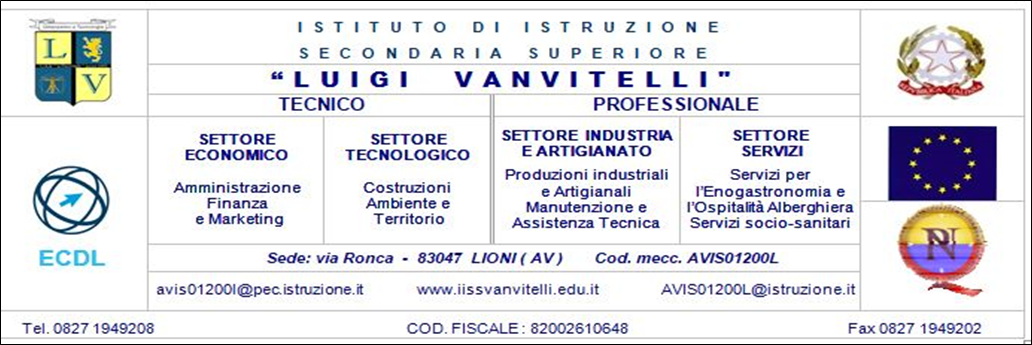 L V
ISTITUTO DI ISTRUZIONE
SECONDARIA SUPERIORE
“LUIGI VANVITELLI"
TECNICO
PROFESSIONALE
SETTORE
ECONOMICO
Amministrazione
Finanza
e Marketing
SETTORE
TECNOLOGICO
Costruzioni
Ambiente e
Territorio
SETTORE INDUSTRIA
E ARTIGIANATO
Produzioni industriali
e Artigianali
Manutenzione e
Assistenza Tecnica
SETTORE
SERVIZI
Servizi per
l'Enogastronomia e
l'Ospitalità Alberghiera
Servizi socio-sanitari
ECDL
Sede: via Ronca - 83047 LIONI ( AV ) Cod. mecc. AVIS01200L
avis01200l@pec.istruzione.it www.iissvanvitelli.edu.it AVIS01200L@istruzione.it
Tel. 0827 1949208 COD. FISCALE : 82002610648 Fax 0827 1949202